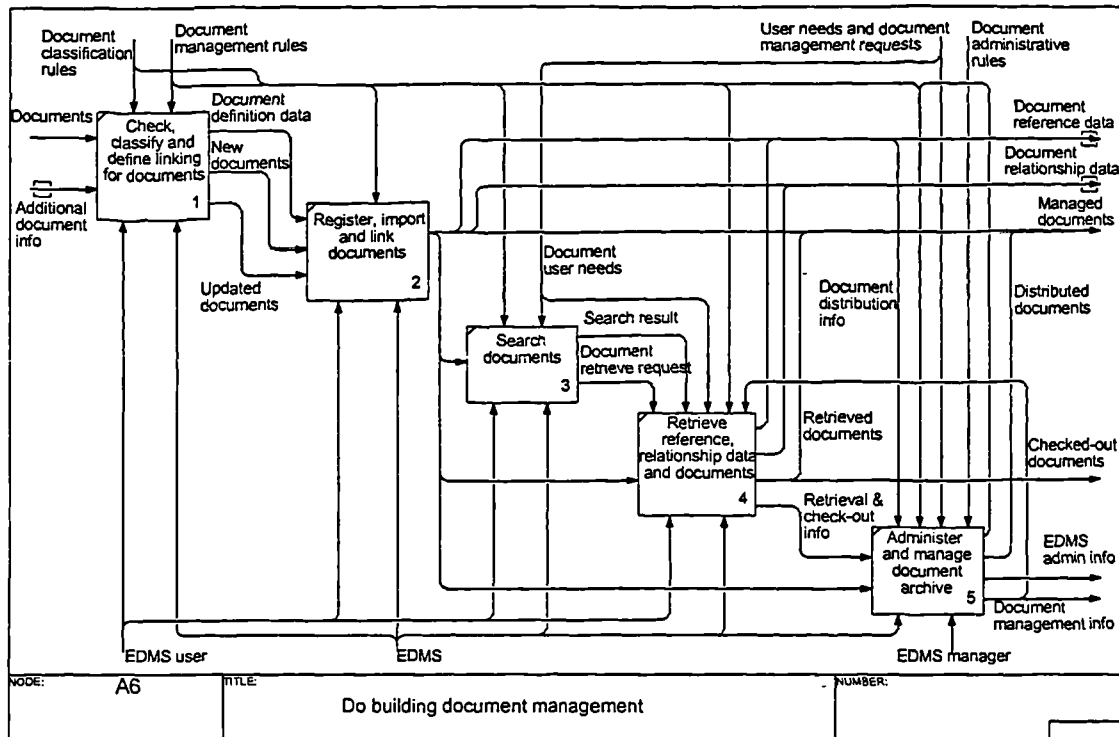 Document
classification
rules
Document
management rules
User needs and document
management requests
Document
administrative
rules
Documents
Additional
document
info
Check,
classify and
define linking
for documents
1
Document
definition data
New
documents
Updated
documents
Register, import
and link
documents
2
Document
reference data
Document
relationship data
Managed
documents
Document
user needs
Document
distribution
info
Distributed
documents
Search
documents
3
Search result
Document
retrieve request
Retrieve
reference,
relationship data
and documents
4
Retrieved
documents
Checked-out
documents
Retrieval &
check-out
info
Administer
and manage
document
archive
5
EDMS
admin info
Document
management info
EDMS user
EDMS
EDMS manager
NODE:
A6
TITLE:
Do building document management
NUMBER: